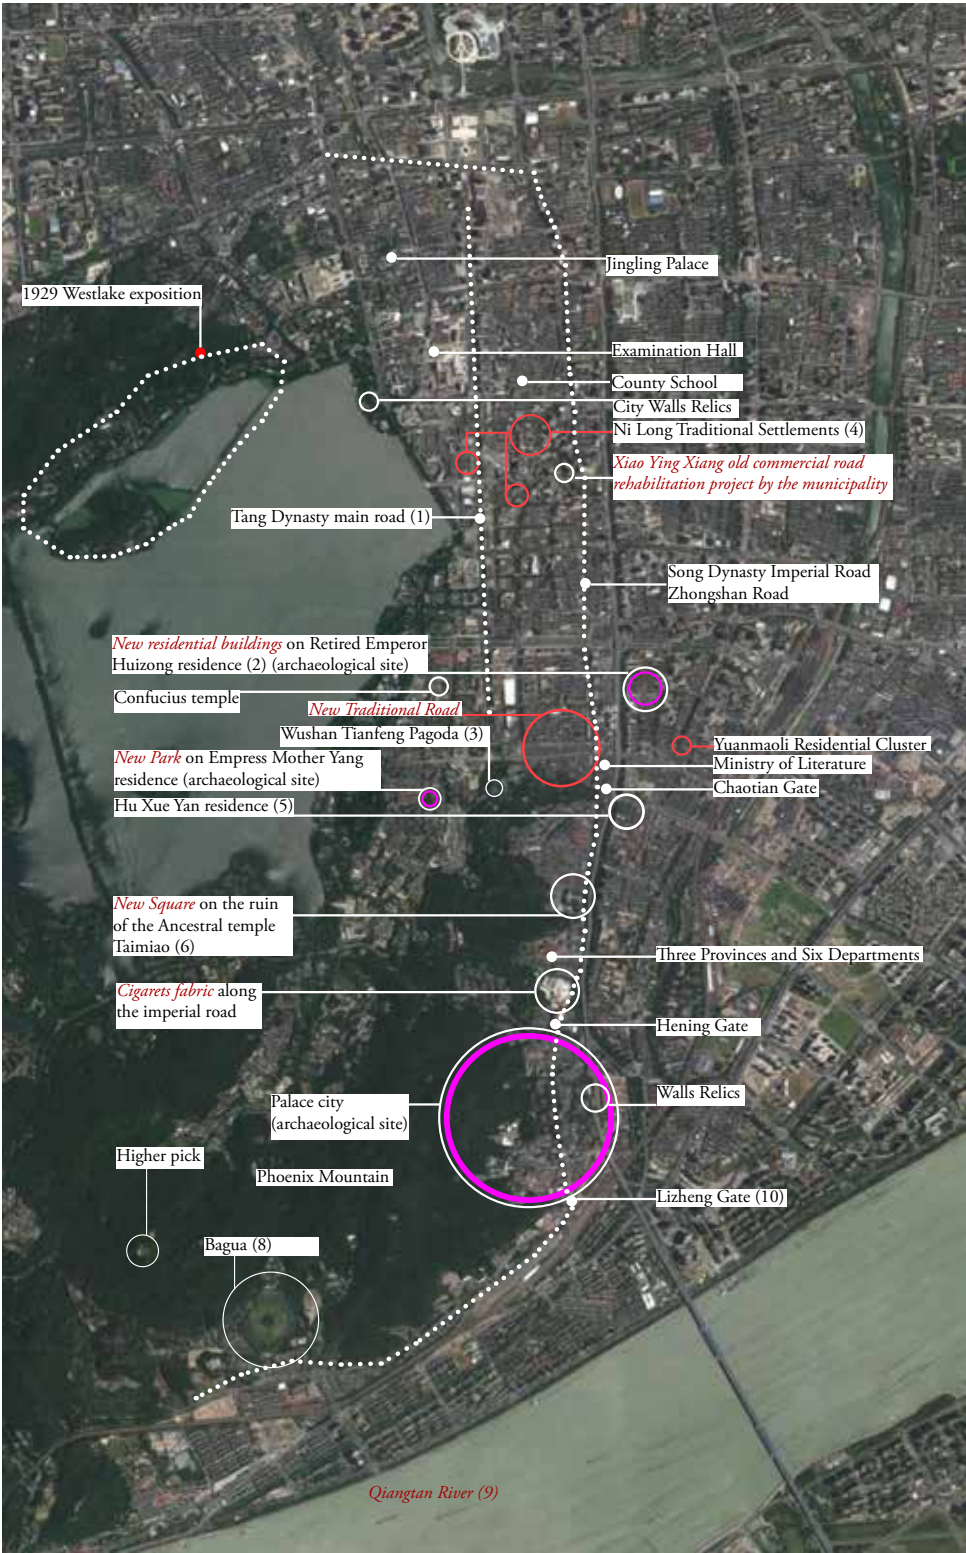 Jingling Palace
1929 Westlake exposition
Examination Hall
County School
City Walls Relics
Ni Long Traditional Settlements (4)
Xiao Ying Xiang old commercial road
rehabilitation project by the municipality
Tang Dynasty main road (1)
Song Dynasty Imperial Road
Zhongshan Road
New residential buildings on Retired Emperor
Huizong residence (2) (archaeological site)
Confucius temple
New Traditional Road
Wushan Tianfeng Pagoda (3)
Yuanmaoli Residential Cluster
New Park on Empress Mother Yang
residence (archaeological site)
Ministry of Literature
Chaotian Gate
Hu Xue Yan residence (5)
New Square on the ruin
of the Ancestral temple
Taimiao (6)
Three Provinces and Six Departments
Cigarets fabric along
the imperial road
Hening Gate
Walls Relics
Palace city
(archaeological site)
Higher pick
Phoenix Mountain
Lizheng Gate (10)
Bagua (8)
Qiangtan River (9)